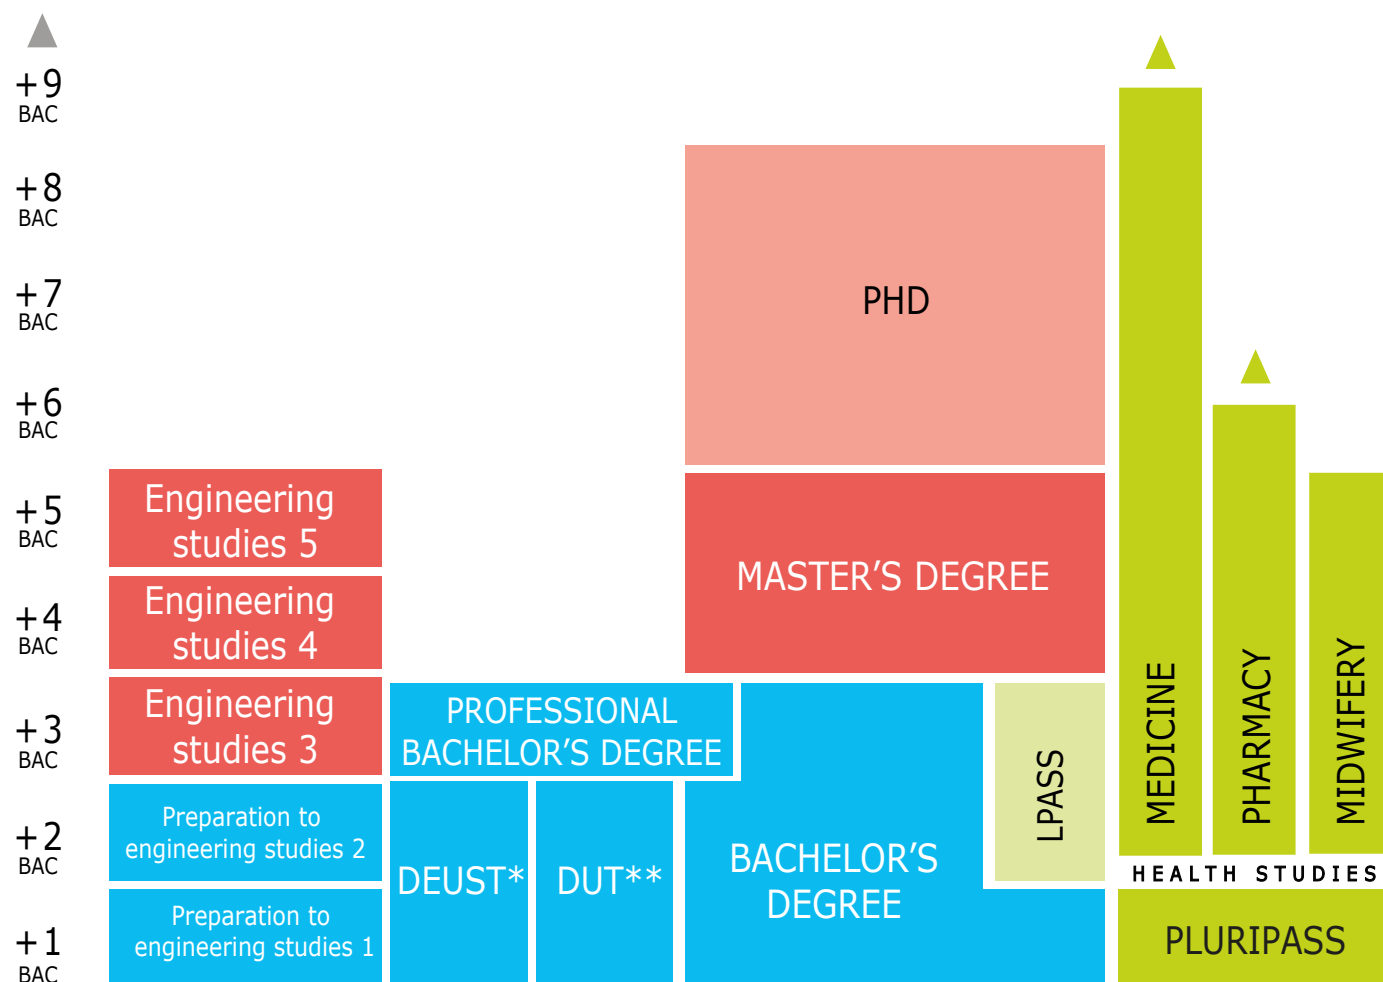 +9
BAC
+8
BAC
+7
BAC
+6
BAC
+5
BAC
+4
BAC
+3
BAC
+2
BAC
+1
BAC
Engineering
studies 5
Engineering
studies 4
Engineering
studies 3
Preparation to
engineering studies 2
Preparation to
engineering studies 1
PROFESSIONAL
BACHELOR'S DEGREE
DEUST*
DUT**
PHD
MASTER'S DEGREE
BACHELOR'S
DEGREE
LPASS
MEDICINE
PHARMACY
MIDWIFERY
HEALTH STUDIES
PLURIPASS